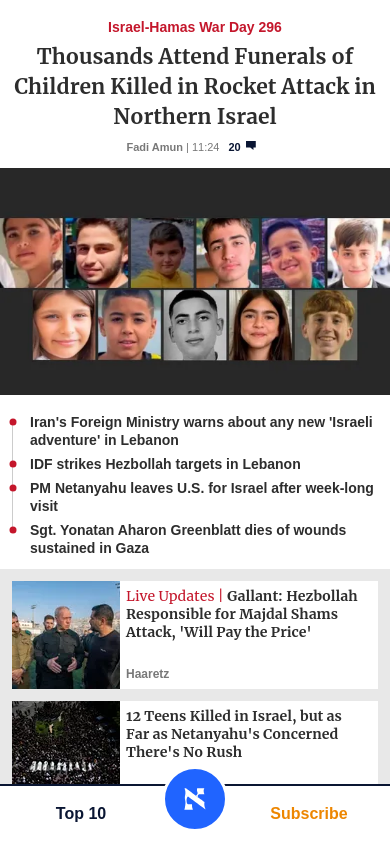 Israel-Hamas War Day 296
Thousands Attend Funerals of
Children Killed in Rocket Attack in
Northern Israel
Fadi Amun | 11:24 20
Iran's Foreign Ministry warns about any new 'Israeli
adventure' in Lebanon
IDF strikes Hezbollah targets in Lebanon
PM Netanyahu leaves U.S. for Israel after week-long
visit
Sgt. Yonatan Aharon Greenblatt dies of wounds
sustained in Gaza
Live Updates | Gallant: Hezbollah
Responsible for Majdal Shams
Attack, 'Will Pay the Price'
Haaretz
12 Teens Killed in Israel, but as
Far as Netanyahu's Concerned
There's No Rush
Top 10
Subscribe